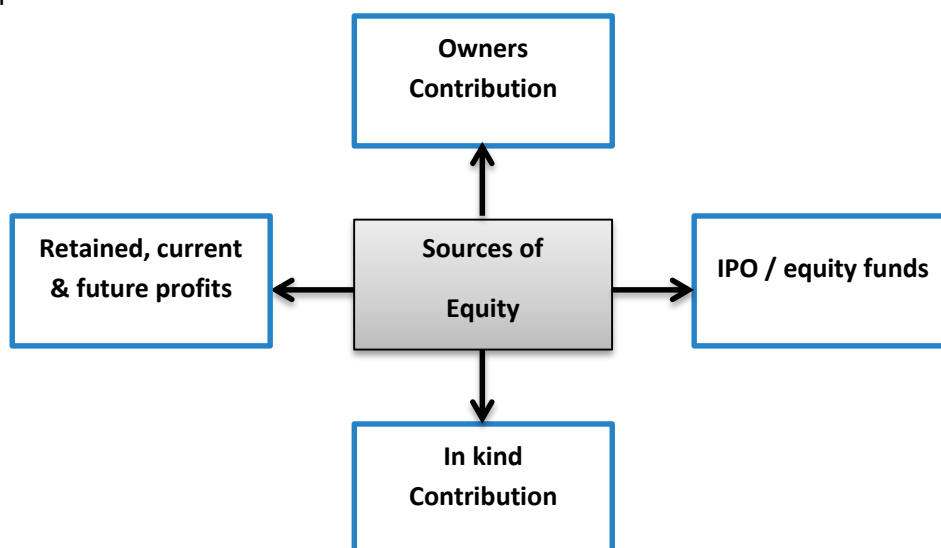 Owners
Contribution
Retained, current
& future profits
Sources of
Equity
IPO / equity funds
In kind
Contribution